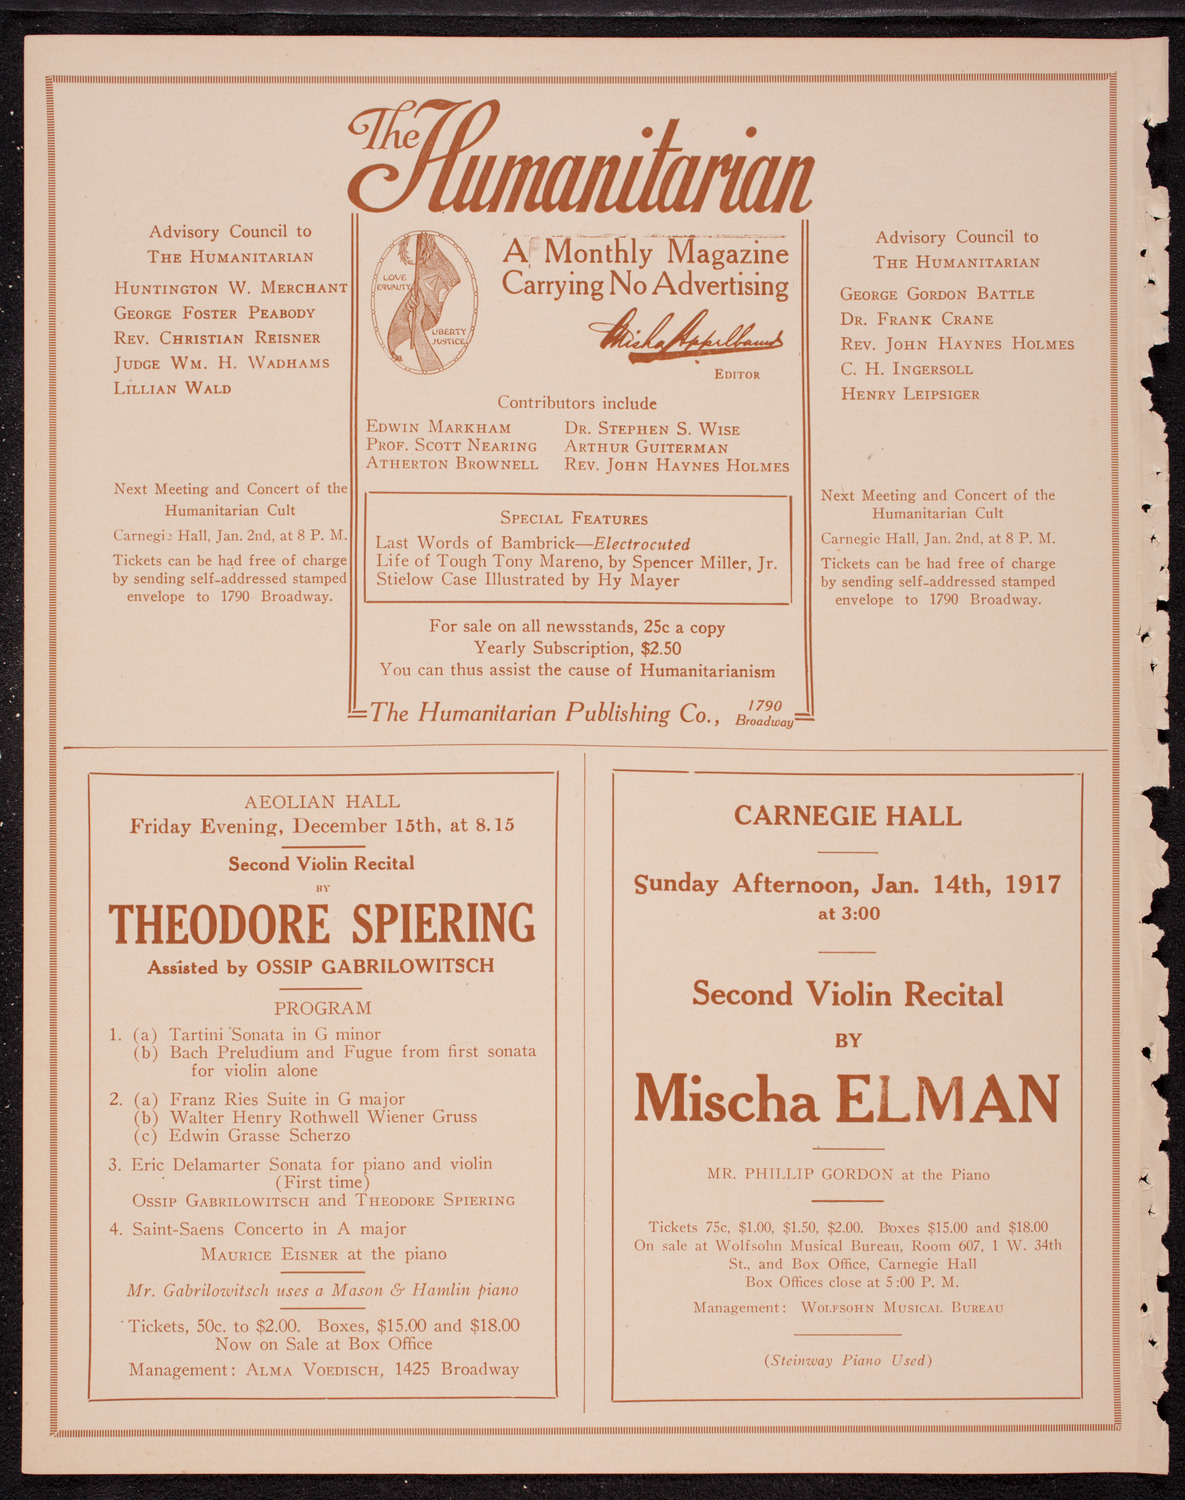 The Humanitarian
Advisory Council to
THE HUMANITARIAN
HUNTINGTON W. MERCHANT
GEORGE FOSTER PEABODY
REV. CHRISTIAN REISNER
JUDGE WM. H. WADHAMS
LILLIAN WALD
Next Meeting and Concert of the
Humanitarian Cult
Carnegie Hall, Jan. 2nd, at 8 P. M.
Tickets can be had free of charge
by sending self-addressed stamped
envelope to 1790 Broadway.
LOVE
EQUALITY
LIBERTY
JUSTICE
A Monthly Magazine
Carrying No Advertising
Misha Appelbaum
EDITOR
Contributors include
EDWIN MARKHAM
PROF. SCOTT NEARING
ATHERTON BROWNELL
DR. STEPHEN S. WISE
ARTHUR GUITERMAN
REV. JOHN HAYNES HOLMES
SPECIAL FEATURES
Last Words of Bambrick—Electrocuted
Life of Tough Tony Mareno, by Spencer Miller, Jr.
Stielow Case Illustrated by Hy Mayer
For sale on all newsstands, 25c a copy
Yearly Subscription, $2.50
You can thus assist the cause of Humanitarianism
The Humanitarian Publishing Co., 1790 Broadway
Advisory Council to
THE HUMANITARIAN
GEORGE GORDON BATTLE
DR. FRANK CRANE
REV. JOHN HAYNES HOLMES
C. H. INGERSOLL
HENRY LEIPSIGER
Next Meeting and Concert of the
Humanitarian Cult
Carnegie Hall, Jan. 2nd, at 8 P. M.
Tickets can be had free of charge
by sending self-addressed stamped
envelope to 1790 Broadway.
AEOLIAN HALL
Friday Evening, December 15th, at 8.15
Second Violin Recital
BY
THEODORE SPIERING
Assisted by OSSIP GABRILOWITSCH
PROGRAM
1. (a) Tartini Sonata in G minor
(b) Bach Preludium and Fugue from first sonata
for violin alone
2. (a) Franz Ries Suite in G major
(b) Walter Henry Rothwell Wiener Gruss
(c) Edwin Grasse Scherzo
3. Eric Delamarter Sonata for piano and violin
(First time)
OSSIP GABRILOWITSCH and THEODORE SPIERING
4. Saint-Saens Concerto in A major
MAURICE EISNER at the piano
Mr. Gabrilowitsch uses a Mason & Hamlin piano
Tickets, 50c. to $2.00. Boxes, $15.00 and $18.00
Now on Sale at Box Office
Management: ALMA VOEDISCH, 1425 Broadway
CARNEGIE HALL
Sunday Afternoon, Jan. 14th, 1917
at 3:00
Second Violin Recital
BY
Mischa ELMAN
MR. PHILLIP GORDON at the Piano
Tickets 75c, $1.00, $1.50, $2.00. Boxes $15.00 and $18.00
On sale at Wolfsohn Musical Bureau, Room 607, 1 W. 34th
St., and Box Office, Carnegie Hall
Box Offices close at 5:00 P. M.
Management: WOLFSOHN MUSICAL BUREAU
(Steinway Piano Used)